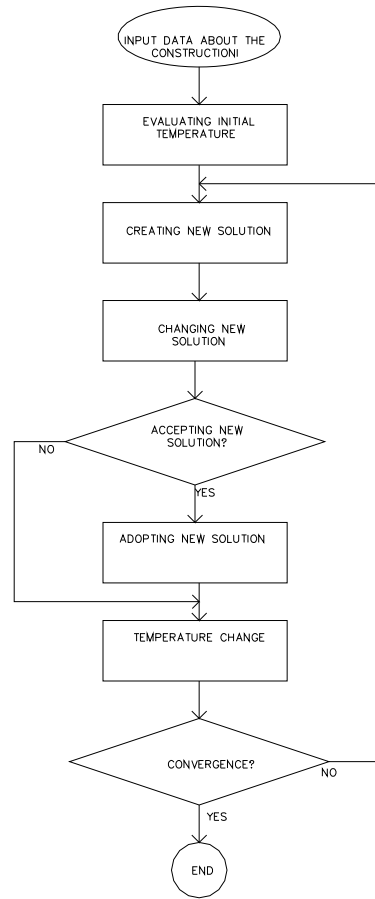 INPUT DATA ABOUT THE
CONSTRUCTIONI
EVALUATING INITIAL
TEMPERATURE
CREATING NEW SOLUTION
CHANGING NEW
SOLUTION
ACCEPTING NEW
SOLUTION?
NO
YES
ADOPTING NEW SOLUTION
TEMPERATURE CHANGE
CONVERGENCE?
NO
YES
END